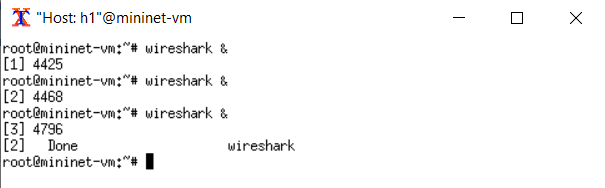 "Host: h1"@mininet-vm
root@mininet-vm:~# wireshark &
[1] 4425
root@mininet-vm:~# wireshark &
[2] 4468
root@mininet-vm:~# wireshark &
[3] 4796
[2]   Done                    wireshark
root@mininet-vm:~#